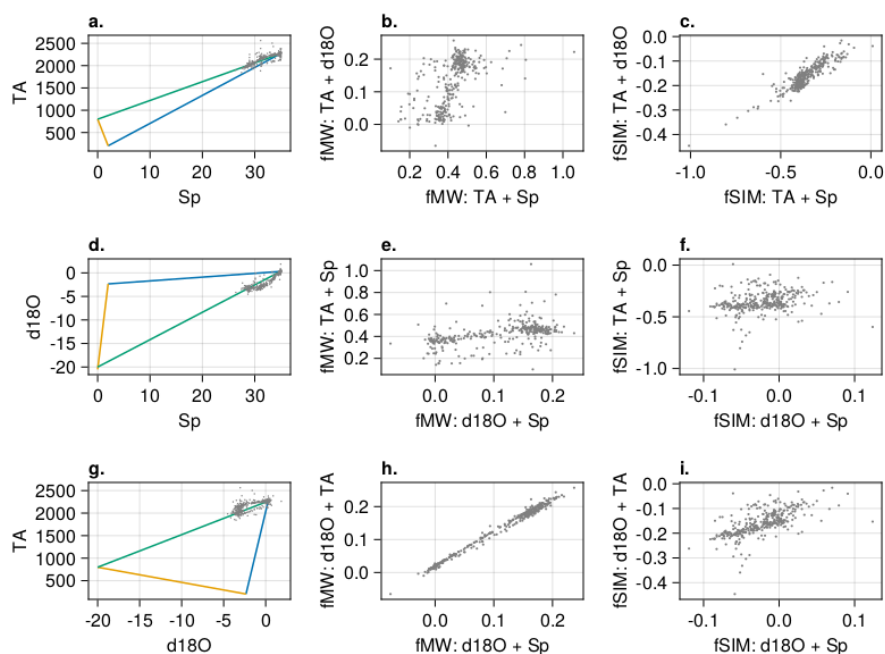 a.
2500
2000
1500
1000
500
TA
0
10
20
30
Sp
b.
0.2
0.1
0.0
fMW: TA + d18O
0.2
0.4
0.6
0.8
1.0
fMW: TA + Sp
c.
0.0
-0.1
-0.2
-0.3
-0.4
fSIM: TA + d18O
-1.0
-0.5
0.0
fSIM: TA + Sp
d.
0
-5
-10
-15
-20
d18O
0
10
20
30
Sp
e.
1.0
0.8
0.6
0.4
0.2
fMW: TA + Sp
0.0
0.1
0.2
fMW: d18O + Sp
f.
0.0
-0.5
-1.0
fSIM: TA + Sp
-0.1
0.0
0.1
fSIM: d18O + Sp
g.
2500
2000
1500
1000
500
TA
-20
-15
-10
-5
0
d18O
h.
0.2
0.1
0.0
fMW: d18O + TA
0.0
0.1
0.2
fMW: d18O + Sp
i.
0.0
-0.1
-0.2
-0.3
-0.4
fSIM: d18O + TA
-0.1
0.0
0.1
fSIM: d18O + Sp